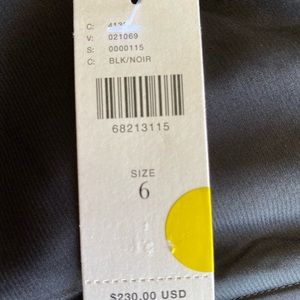 C:
V: 021069
S: 0000115
C: BLK/NOIR
68213115
SIZE
6
$230.00 USD